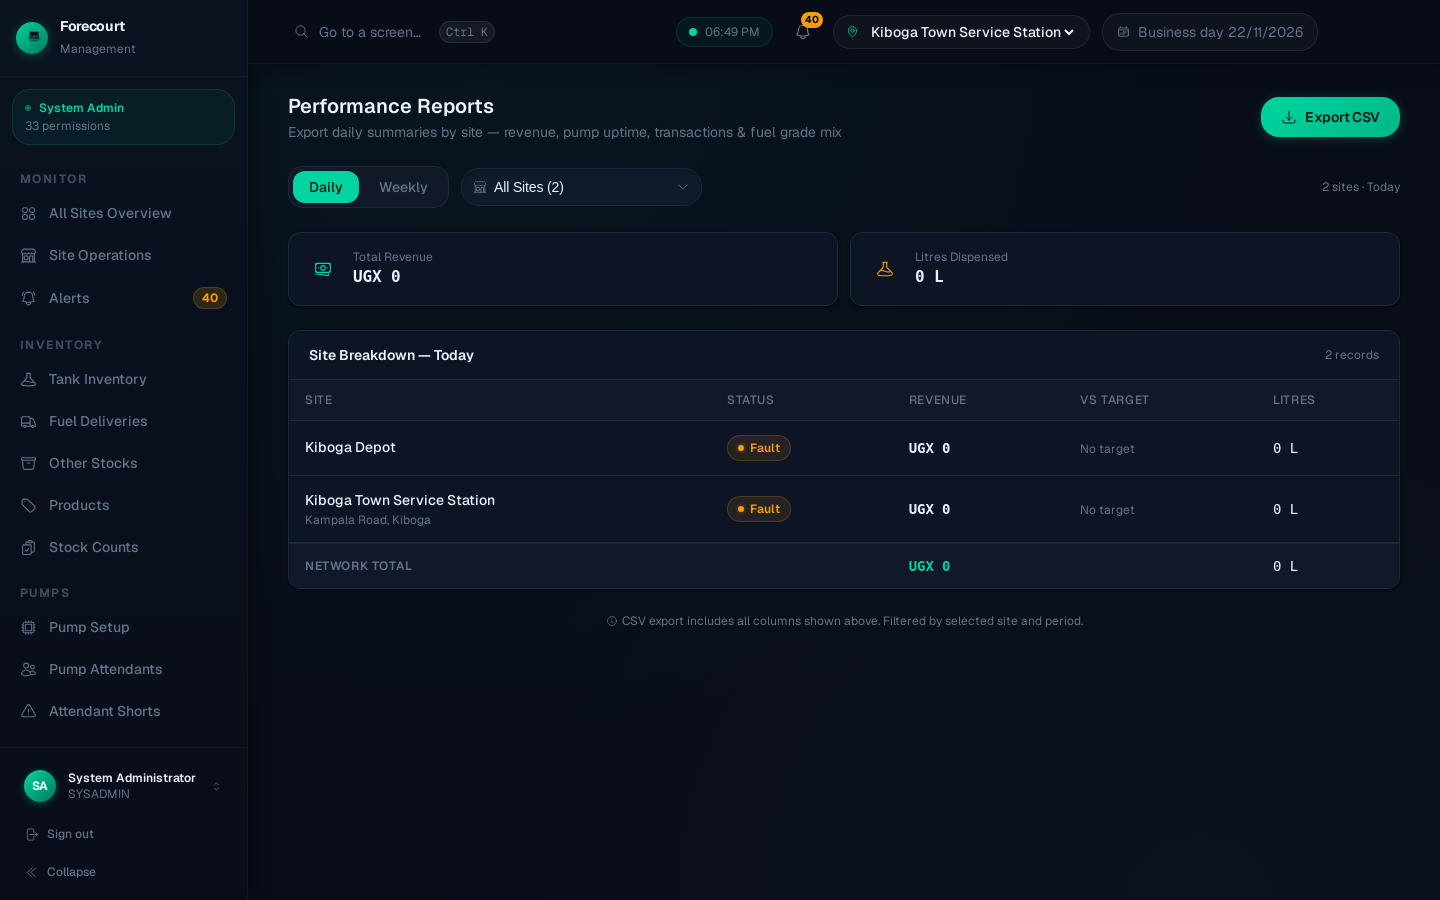 Forecourt
Management
System Admin
33 permissions
MONITOR
All Sites Overview
Site Operations
Alerts 40
INVENTORY
Tank Inventory
Fuel Deliveries
Other Stocks
Products
Stock Counts
PUMPS
Pump Setup
Pump Attendants
Attendant Shorts
SA System Administrator
SYSADMIN
Sign out
Collapse
Go to a screen... Ctrl K
06:49 PM
40
Kiboga Town Service Station
Business day 22/11/2026
Performance Reports
Export daily summaries by site — revenue, pump uptime, transactions & fuel grade mix
Export CSV
Daily Weekly All Sites (2)
2 sites · Today
Total Revenue
UGX 0
Litres Dispensed
0 L
Site Breakdown — Today 2 records
SITE STATUS REVENUE VS TARGET LITRES
Kiboga Depot Fault UGX 0 No target 0 L
Kiboga Town Service Station
Kampala Road, Kiboga
Fault UGX 0 No target 0 L
NETWORK TOTAL UGX 0 0 L
CSV export includes all columns shown above. Filtered by selected site and period.